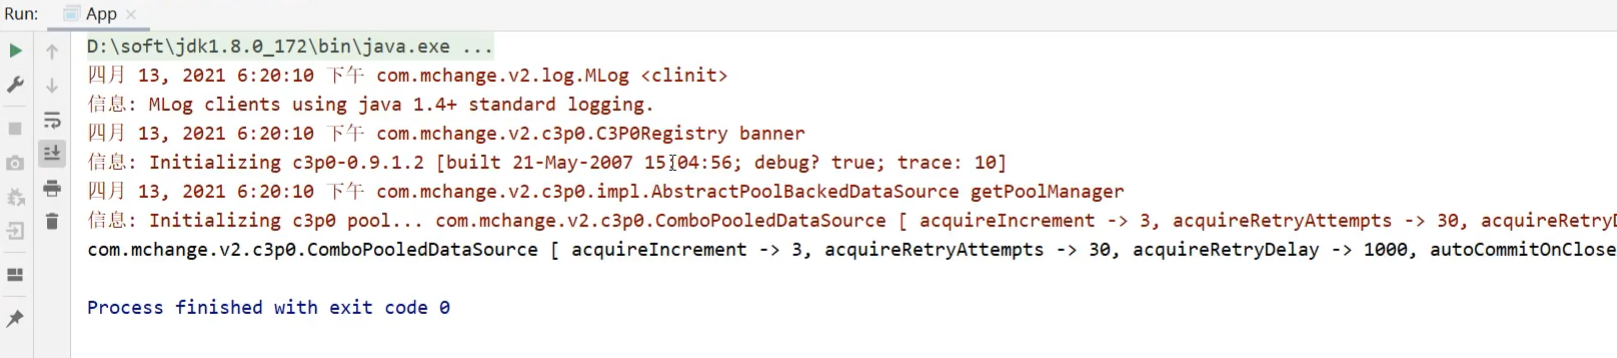 Run: App
D:\soft\jdk1.8.0_172\bin\java.exe ...
四月 13, 2021 6:20:10 下午 com.mchange.v2.log.MLog <clinit>
信息: MLog clients using java 1.4+ standard logging.
四月 13, 2021 6:20:10 下午 com.mchange.v2.c3p0.C3P0Registry banner
信息: Initializing c3p0-0.9.1.2 [built 21-May-2007 15:04:56; debug? true; trace: 10]
四月 13, 2021 6:20:10 下午 com.mchange.v2.c3p0.impl.AbstractPoolBackedDataSource getPoolManager
信息: Initializing c3p0 pool... com.mchange.v2.c3p0.ComboPooledDataSource [ acquireIncrement -> 3, acquireRetryAttempts -> 30, acquireRetryD
com.mchange.v2.c3p0.ComboPooledDataSource [ acquireIncrement -> 3, acquireRetryAttempts -> 30, acquireRetryDelay -> 1000, autoCommitOnClose
Process finished with exit code 0